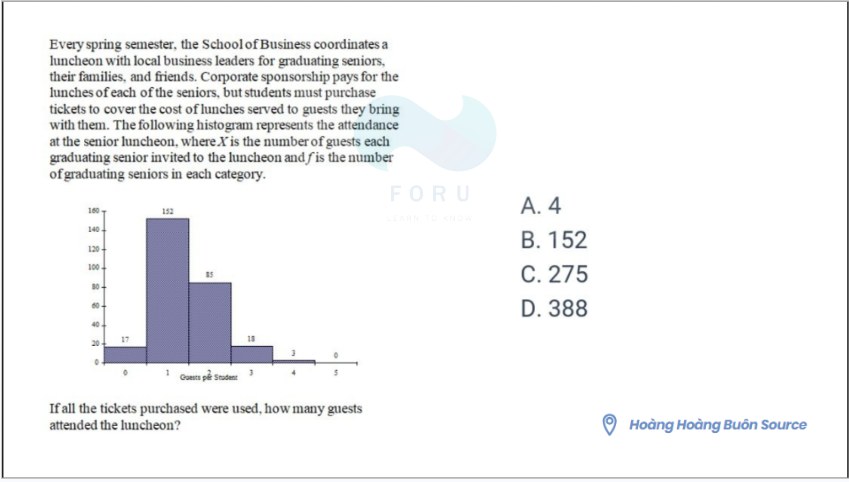 Every spring semester, the School of Business coordinates a
luncheon with local business leaders for graduating seniors,
their families, and friends. Corporate sponsorship pays for the
lunches of each of the seniors, but students must purchase
tickets to cover the cost of lunches served to guests they bring
with them. The following histogram represents the attendance
at the senior luncheon, where X is the number of guests each
graduating senior invited to the luncheon and f is the number
of graduating seniors in each category.
FORU
160
140
120
100
80
60
40
20
0
17
152
85
18
3
0
0
1
2
3
4
5
Guests per Student
If all the tickets purchased were used, how many guests
attended the luncheon?
A. 4
B. 152
C. 275
D. 388
Hoàng Hoàng Buôn Source